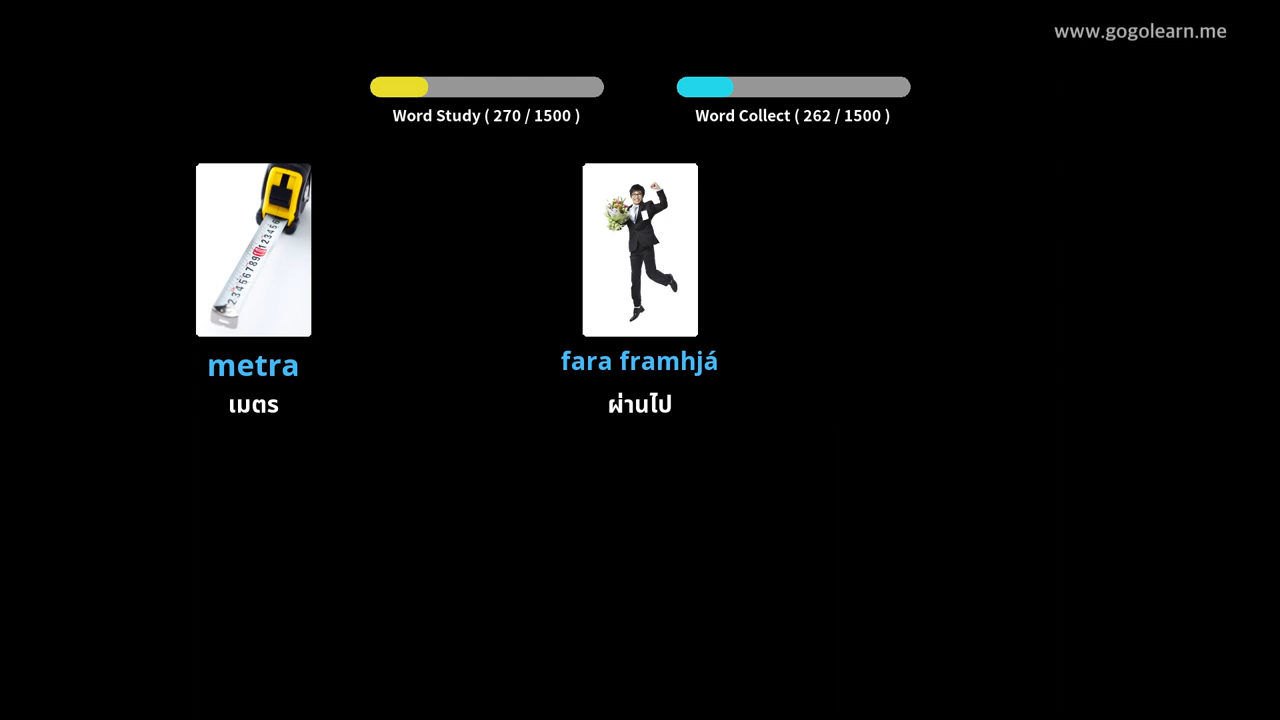 www.gogolearn.me
Word Study ( 270 / 1500 )
Word Collect ( 262 / 1500 )
metra
fara framhjá
เมตร
ผ่านไป